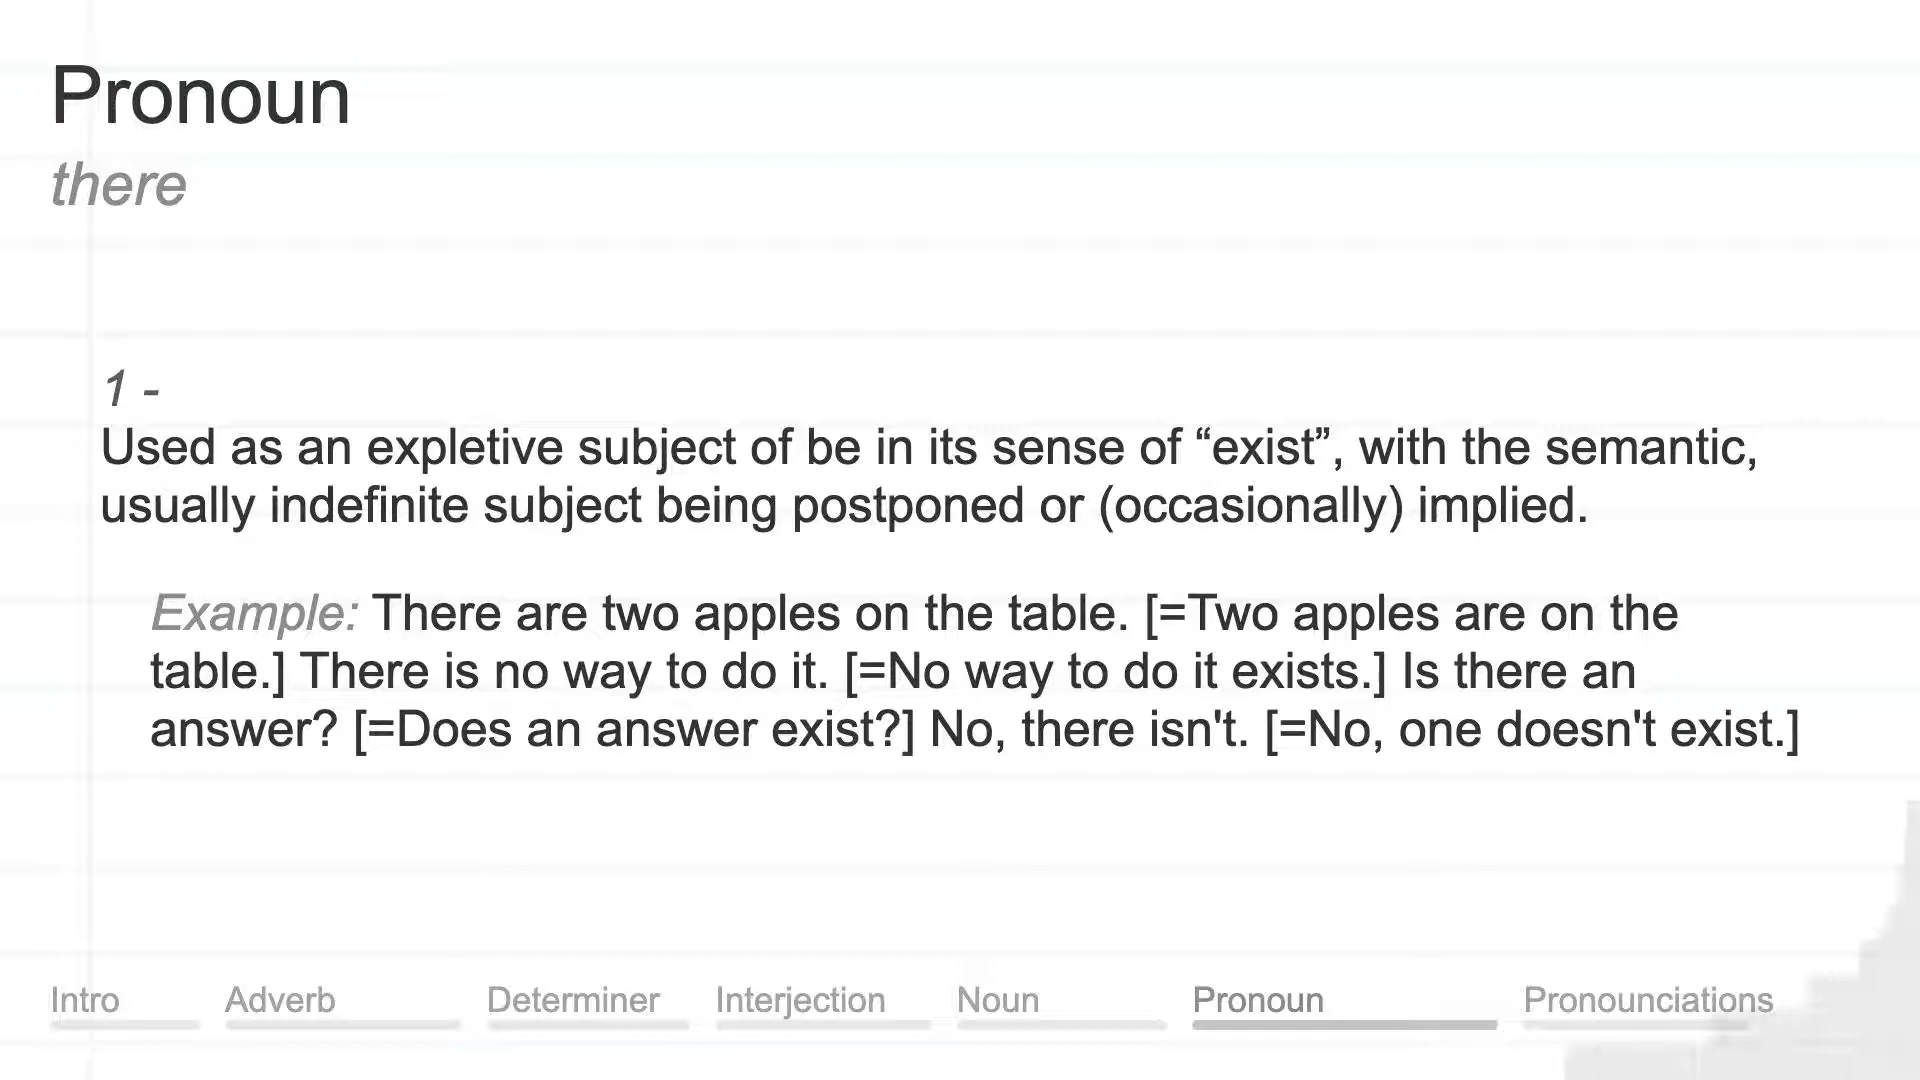 Pronoun
there
1 -
Used as an expletive subject of be in its sense of “exist”, with the semantic,
usually indefinite subject being postponed or (occasionally) implied.
Example: There are two apples on the table. [=Two apples are on the
table.] There is no way to do it. [=No way to do it exists.] Is there an
answer? [=Does an answer exist?] No, there isn't. [=No, one doesn't exist.]
Intro Adverb Determiner Interjection Noun Pronoun Pronounciations